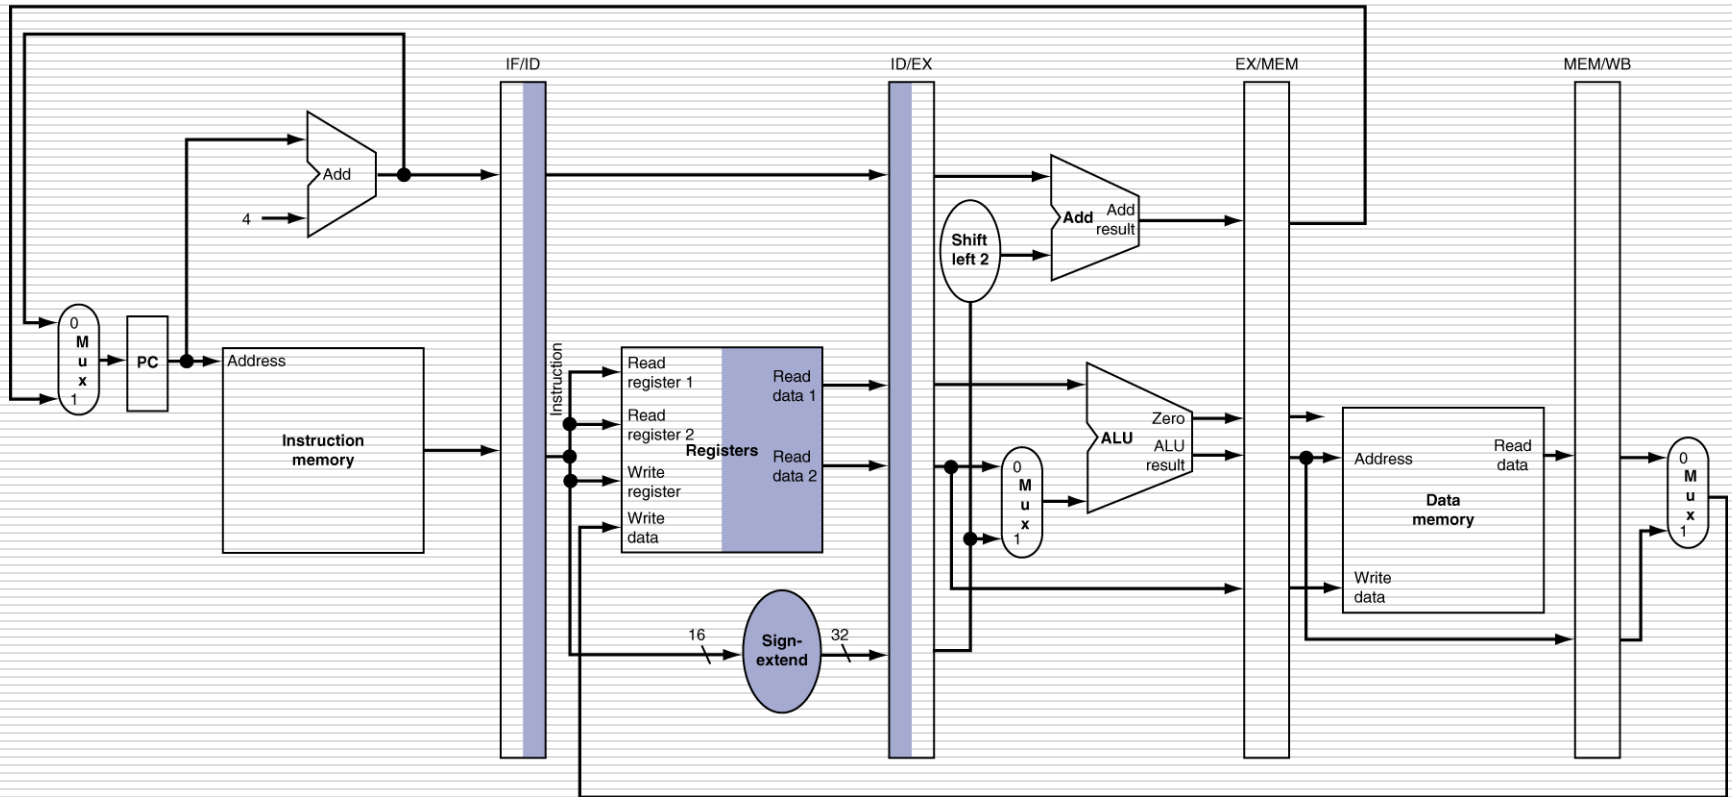 IF/ID
ID/EX
EX/MEM
MEM/WB
Add
4
Add
Add
result
Shift
left 2
0
M
u
x
1
PC
Address
Instruction
memory
Instruction
Read
register 1
Read
register 2
Write
register
Write
data
Registers
Read
data 1
Read
data 2
16
Sign-
extend
32
0
M
u
x
1
Zero
ALU
ALU
result
Address
Read
data
Data
memory
Write
data
0
M
u
x
1